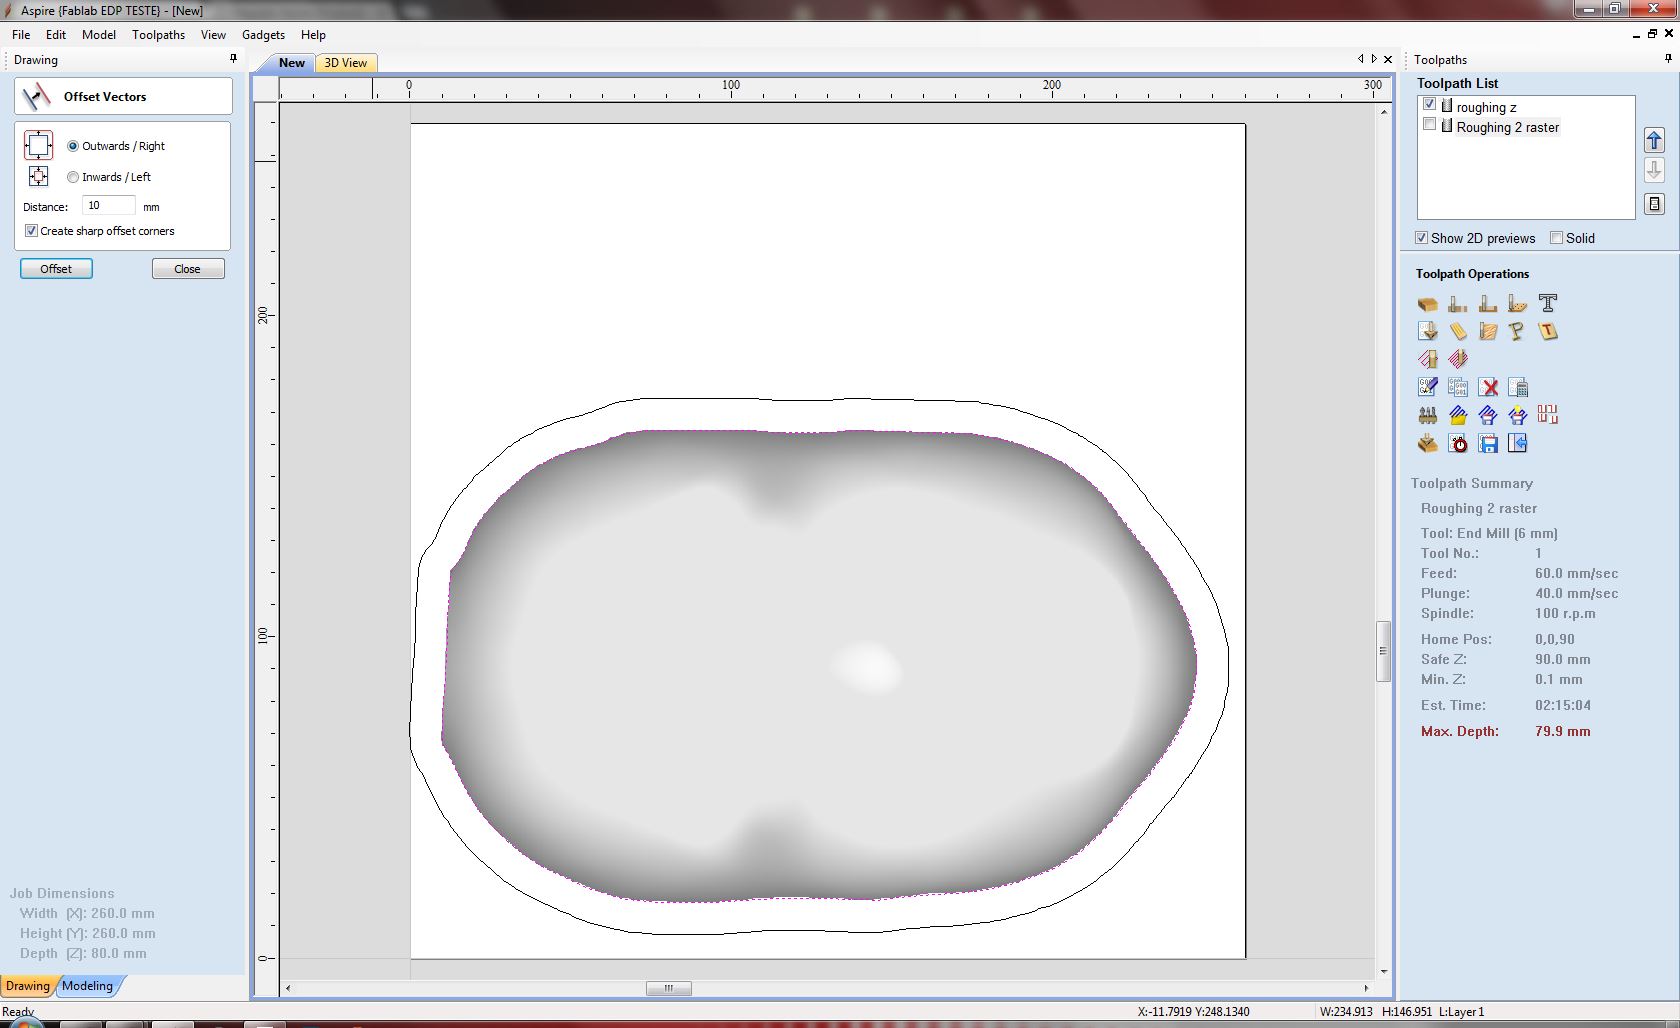 Aspire {Fablab EDP TESTE} - [New]
File Edit Model Toolpaths View Gadgets Help
Drawing
New 3D View
Toolpaths
Offset Vectors
Outwards / Right
Inwards / Left
Distance: 10 mm
Create sharp offset corners
Offset Close
0 100 200 300
200
100
0
Toolpath List
roughing z
Roughing 2 raster
Show 2D previews Solid
Toolpath Operations
Toolpath Summary
Roughing 2 raster
Tool: End Mill (6 mm)
Tool No.: 1
Feed: 60.0 mm/sec
Plunge: 40.0 mm/sec
Spindle: 100 r.p.m
Home Pos: 0,0,90
Safe Z: 90.0 mm
Min. Z: 0.1 mm
Est. Time: 02:15:04
Max. Depth: 79.9 mm
Job Dimensions
Width (X): 260.0 mm
Height (Y): 260.0 mm
Depth (Z): 80.0 mm
Drawing Modeling
Ready
X:-11.7919 Y:248.1340 W:234.913 H:146.951 L:Layer 1